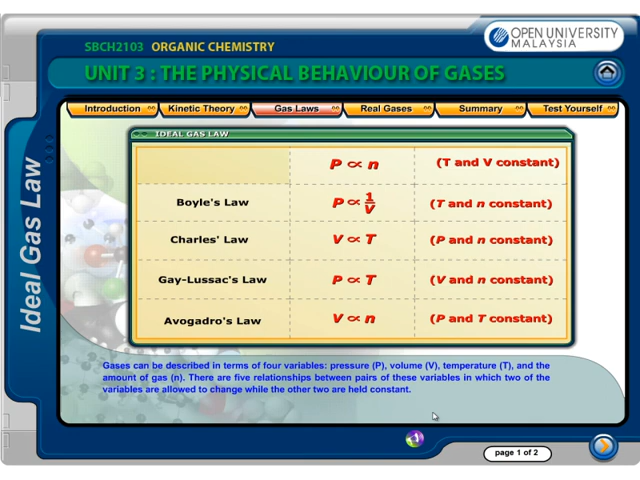 OPEN UNIVERSITY
MALAYSIA
SBCH2103 ORGANIC CHEMISTRY
UNIT 3 : THE PHYSICAL BEHAVIOUR OF GASES
Introduction Kinetic Theory Gas Laws Real Gases Summary Test Yourself
IDEAL GAS LAW
Ideal Gas Law
P ∝ n (T and V constant)
Boyle's Law P ∝ 1/V (T and n constant)
Charles' Law V ∝ T (P and n constant)
Gay-Lussac's Law P ∝ T (V and n constant)
Avogadro's Law V ∝ n (P and T constant)
Gases can be described in terms of four variables: pressure (P), volume (V), temperature (T), and the
amount of gas (n). There are five relationships between pairs of these variables in which two of the
variables are allowed to change while the other two are held constant.
page 1 of 2